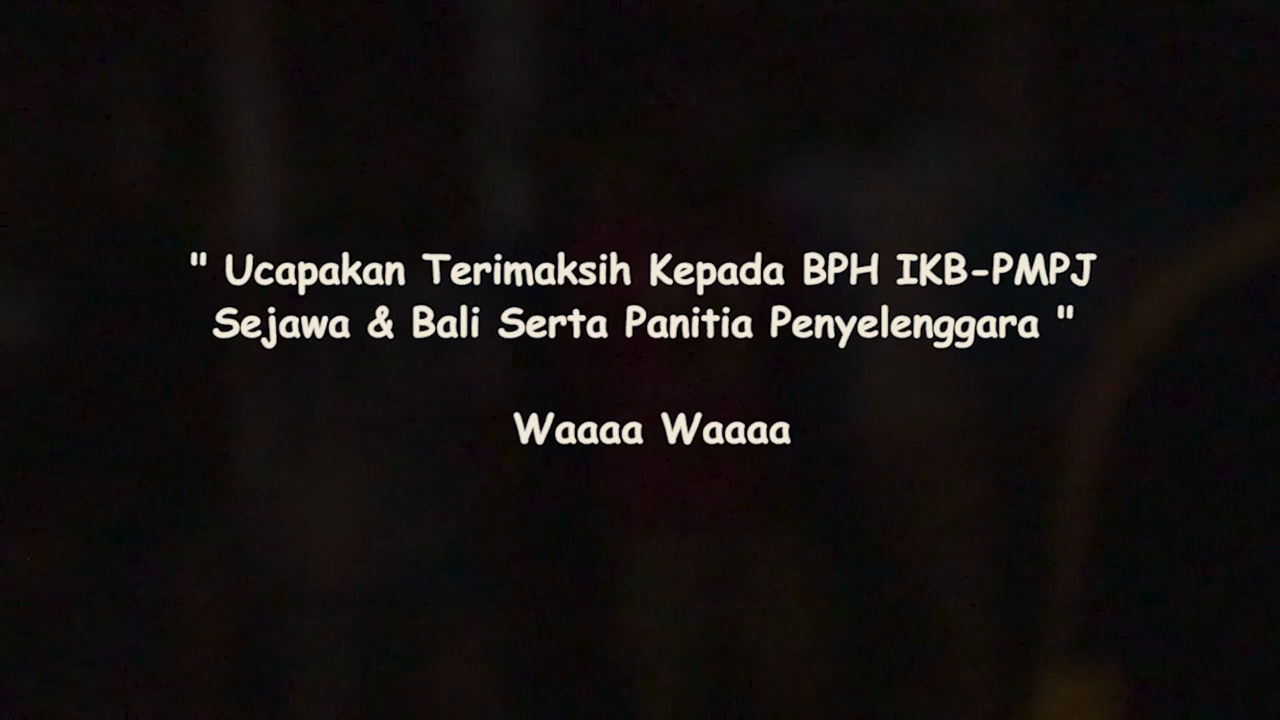 " Ucapakan Terimaksih Kepada BPH IKB-PMPJ
Sejawa & Bali Serta Panitia Penyelenggara "
Waaaa Waaaa